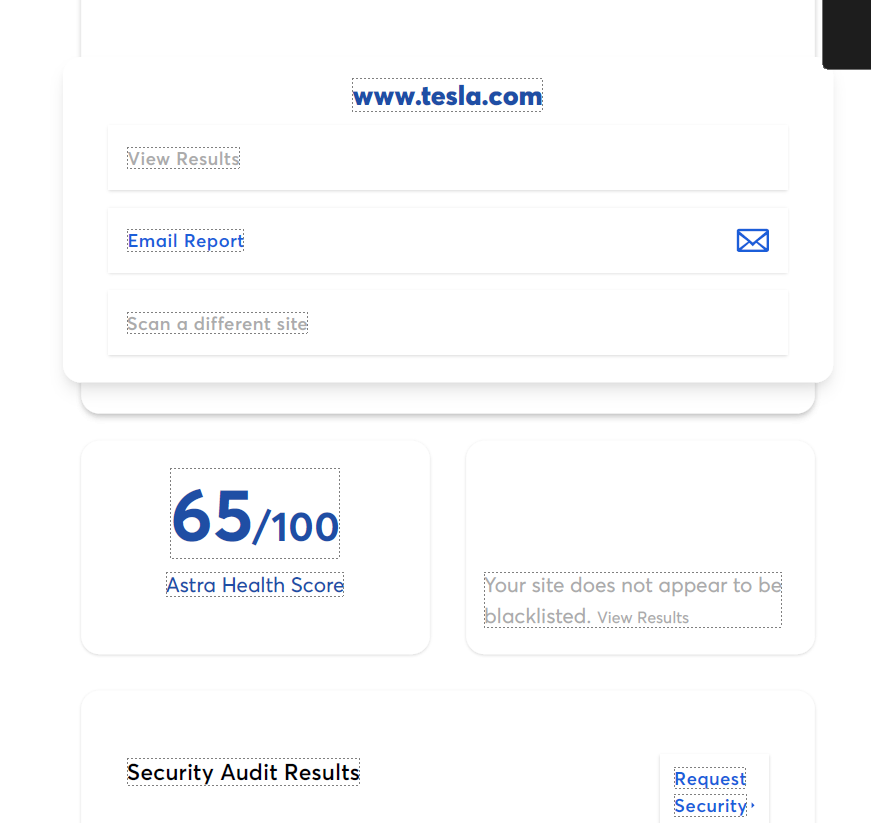 www.tesla.com
View Results
Email Report
Scan a different site
65/100
Astra Health Score
Your site does not appear to be
blacklisted. View Results
Security Audit Results
Request
Security